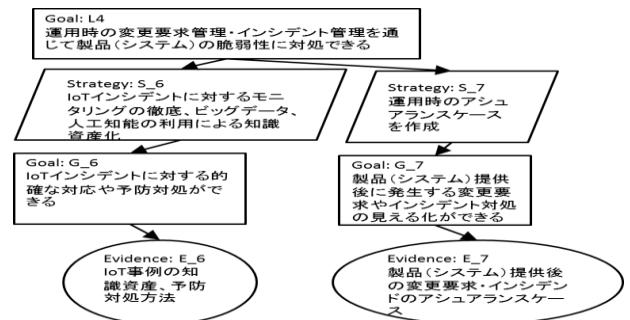 Goal: L4
運用時の変更要求管理・インシデント管理を通
じて製品（システム）の脆弱性に対処できる
Strategy: S_6
IoTインシデントに対するモニ
タリングの徹底、ビッグデータ、
人工知能の利用による知識
資産化
Strategy: S_7
運用時のアシュ
アランスケース
を作成
Goal: G_6
IoTインシデントに対する的
確な対応や予防対処がで
きる
Goal: G_7
製品（システム）提供
後に発生する変更要
求やインシデント対処
の見える化ができる
Evidence: E_6
IoT事例の知
識資産、予防
対処方法
Evidence: E_7
製品（システム）提供後
の変更要求・インシデン
ドのアシュアランスケー
ス